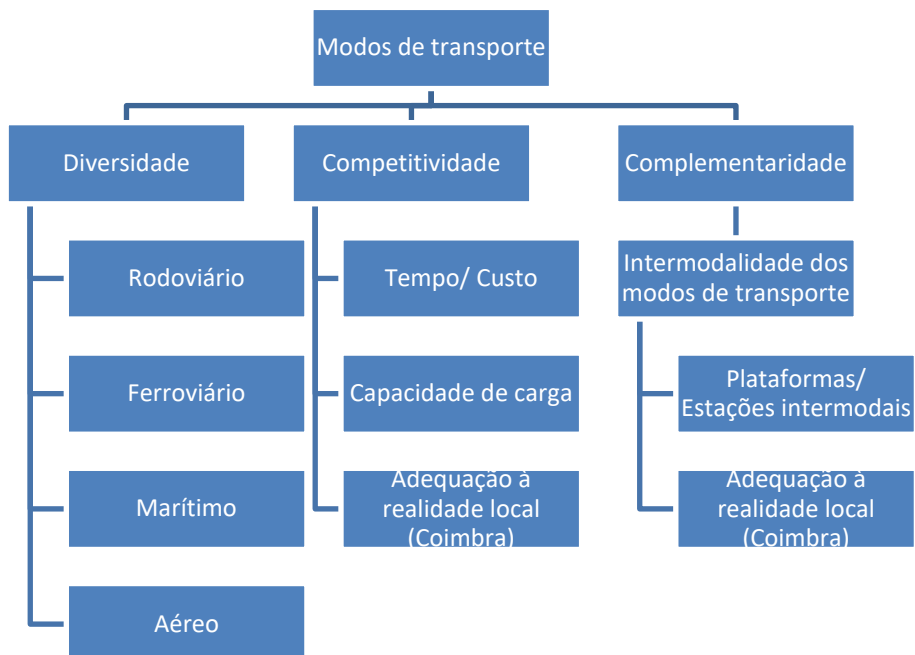 Modos de transporte
Diversidade
Rodoviário
Ferroviário
Marítimo
Aéreo
Competitividade
Tempo/ Custo
Capacidade de carga
Adequação à
realidade local
(Coimbra)
Complementaridade
Intermodalidade dos
modos de transporte
Plataformas/
Estações intermodais
Adequação à
realidade local
(Coimbra)